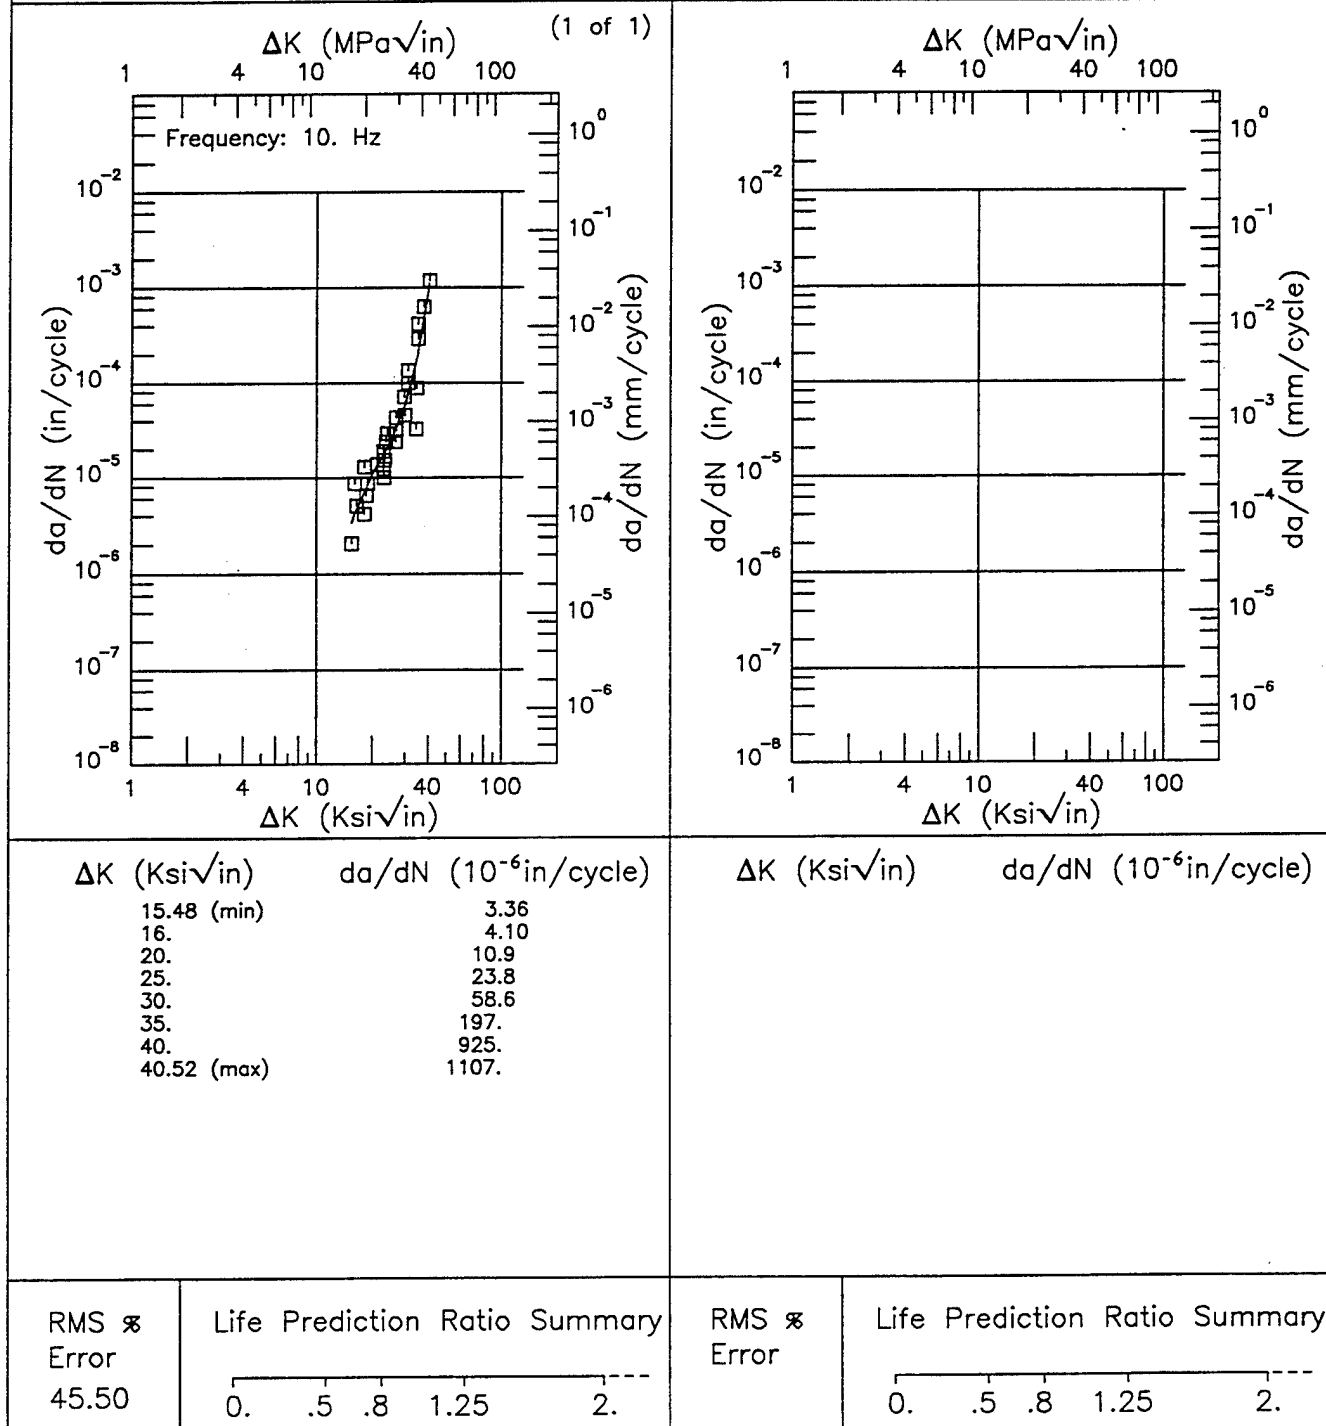 (1 of 1)
ΔK (MPa√in)
1 4 10 40 100
Frequency: 10. Hz
da/dN (in/cycle)
10⁻²
10⁻³
10⁻⁴
10⁻⁵
10⁻⁶
10⁻⁷
10⁻⁸
10⁰
10⁻¹
10⁻²
10⁻³
10⁻⁴
10⁻⁵
10⁻⁶
da/dN (mm/cycle)
1 4 10 40 100
ΔK (Ksi√in)
ΔK (MPa√in)
1 4 10 40 100
da/dN (in/cycle)
10⁻²
10⁻³
10⁻⁴
10⁻⁵
10⁻⁶
10⁻⁷
10⁻⁸
10⁰
10⁻¹
10⁻²
10⁻³
10⁻⁴
10⁻⁵
10⁻⁶
da/dN (mm/cycle)
1 4 10 40 100
ΔK (Ksi√in)
ΔK (Ksi√in) da/dN (10⁻⁶in/cycle)
15.48 (min) 3.36
16. 4.10
20. 10.9
25. 23.8
30. 58.6
35. 197.
40. 925.
40.52 (max) 1107.
ΔK (Ksi√in) da/dN (10⁻⁶in/cycle)
RMS %
Error
45.50
Life Prediction Ratio Summary
0. .5 .8 1.25 2.
RMS %
Error
Life Prediction Ratio Summary
0. .5 .8 1.25 2.